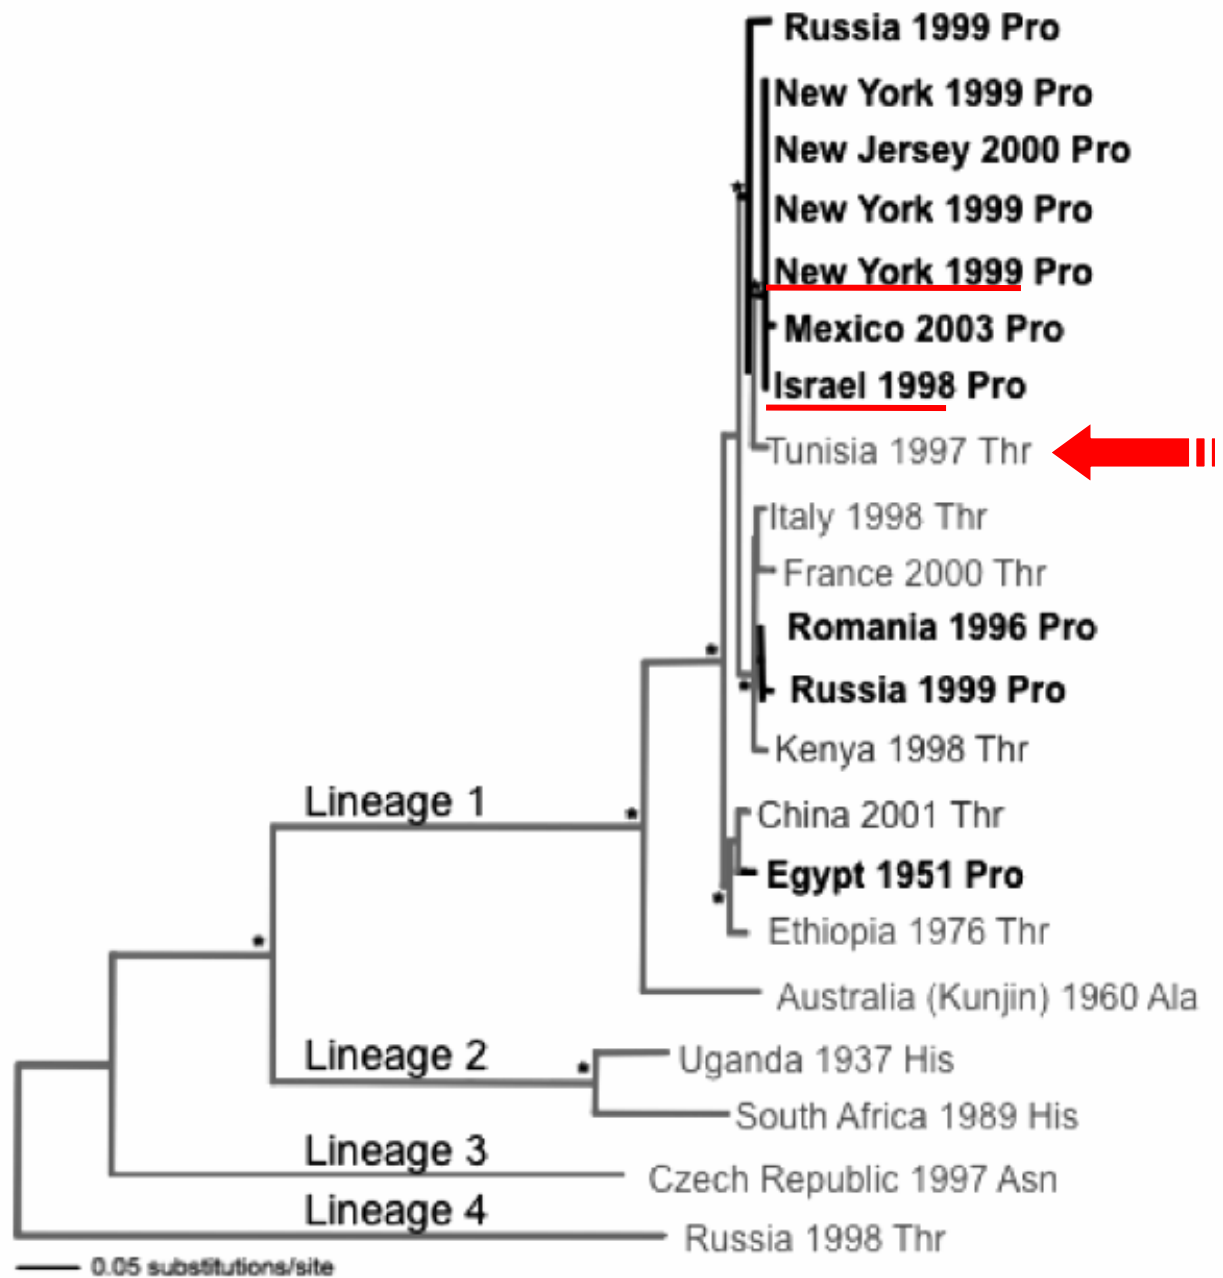 Russia 1999 Pro
New York 1999 Pro
New Jersey 2000 Pro
New York 1999 Pro
New York 1999 Pro
Mexico 2003 Pro
Israel 1998 Pro
Tunisia 1997 Thr
Italy 1998 Thr
France 2000 Thr
Romania 1996 Pro
Russia 1999 Pro
Kenya 1998 Thr
Lineage 1
China 2001 Thr
Egypt 1951 Pro
Ethiopia 1976 Thr
Australia (Kunjin) 1960 Ala
Lineage 2
Uganda 1937 His
South Africa 1989 His
Lineage 3
Czech Republic 1997 Asn
Lineage 4
Russia 1998 Thr
0.05 substitutions/site